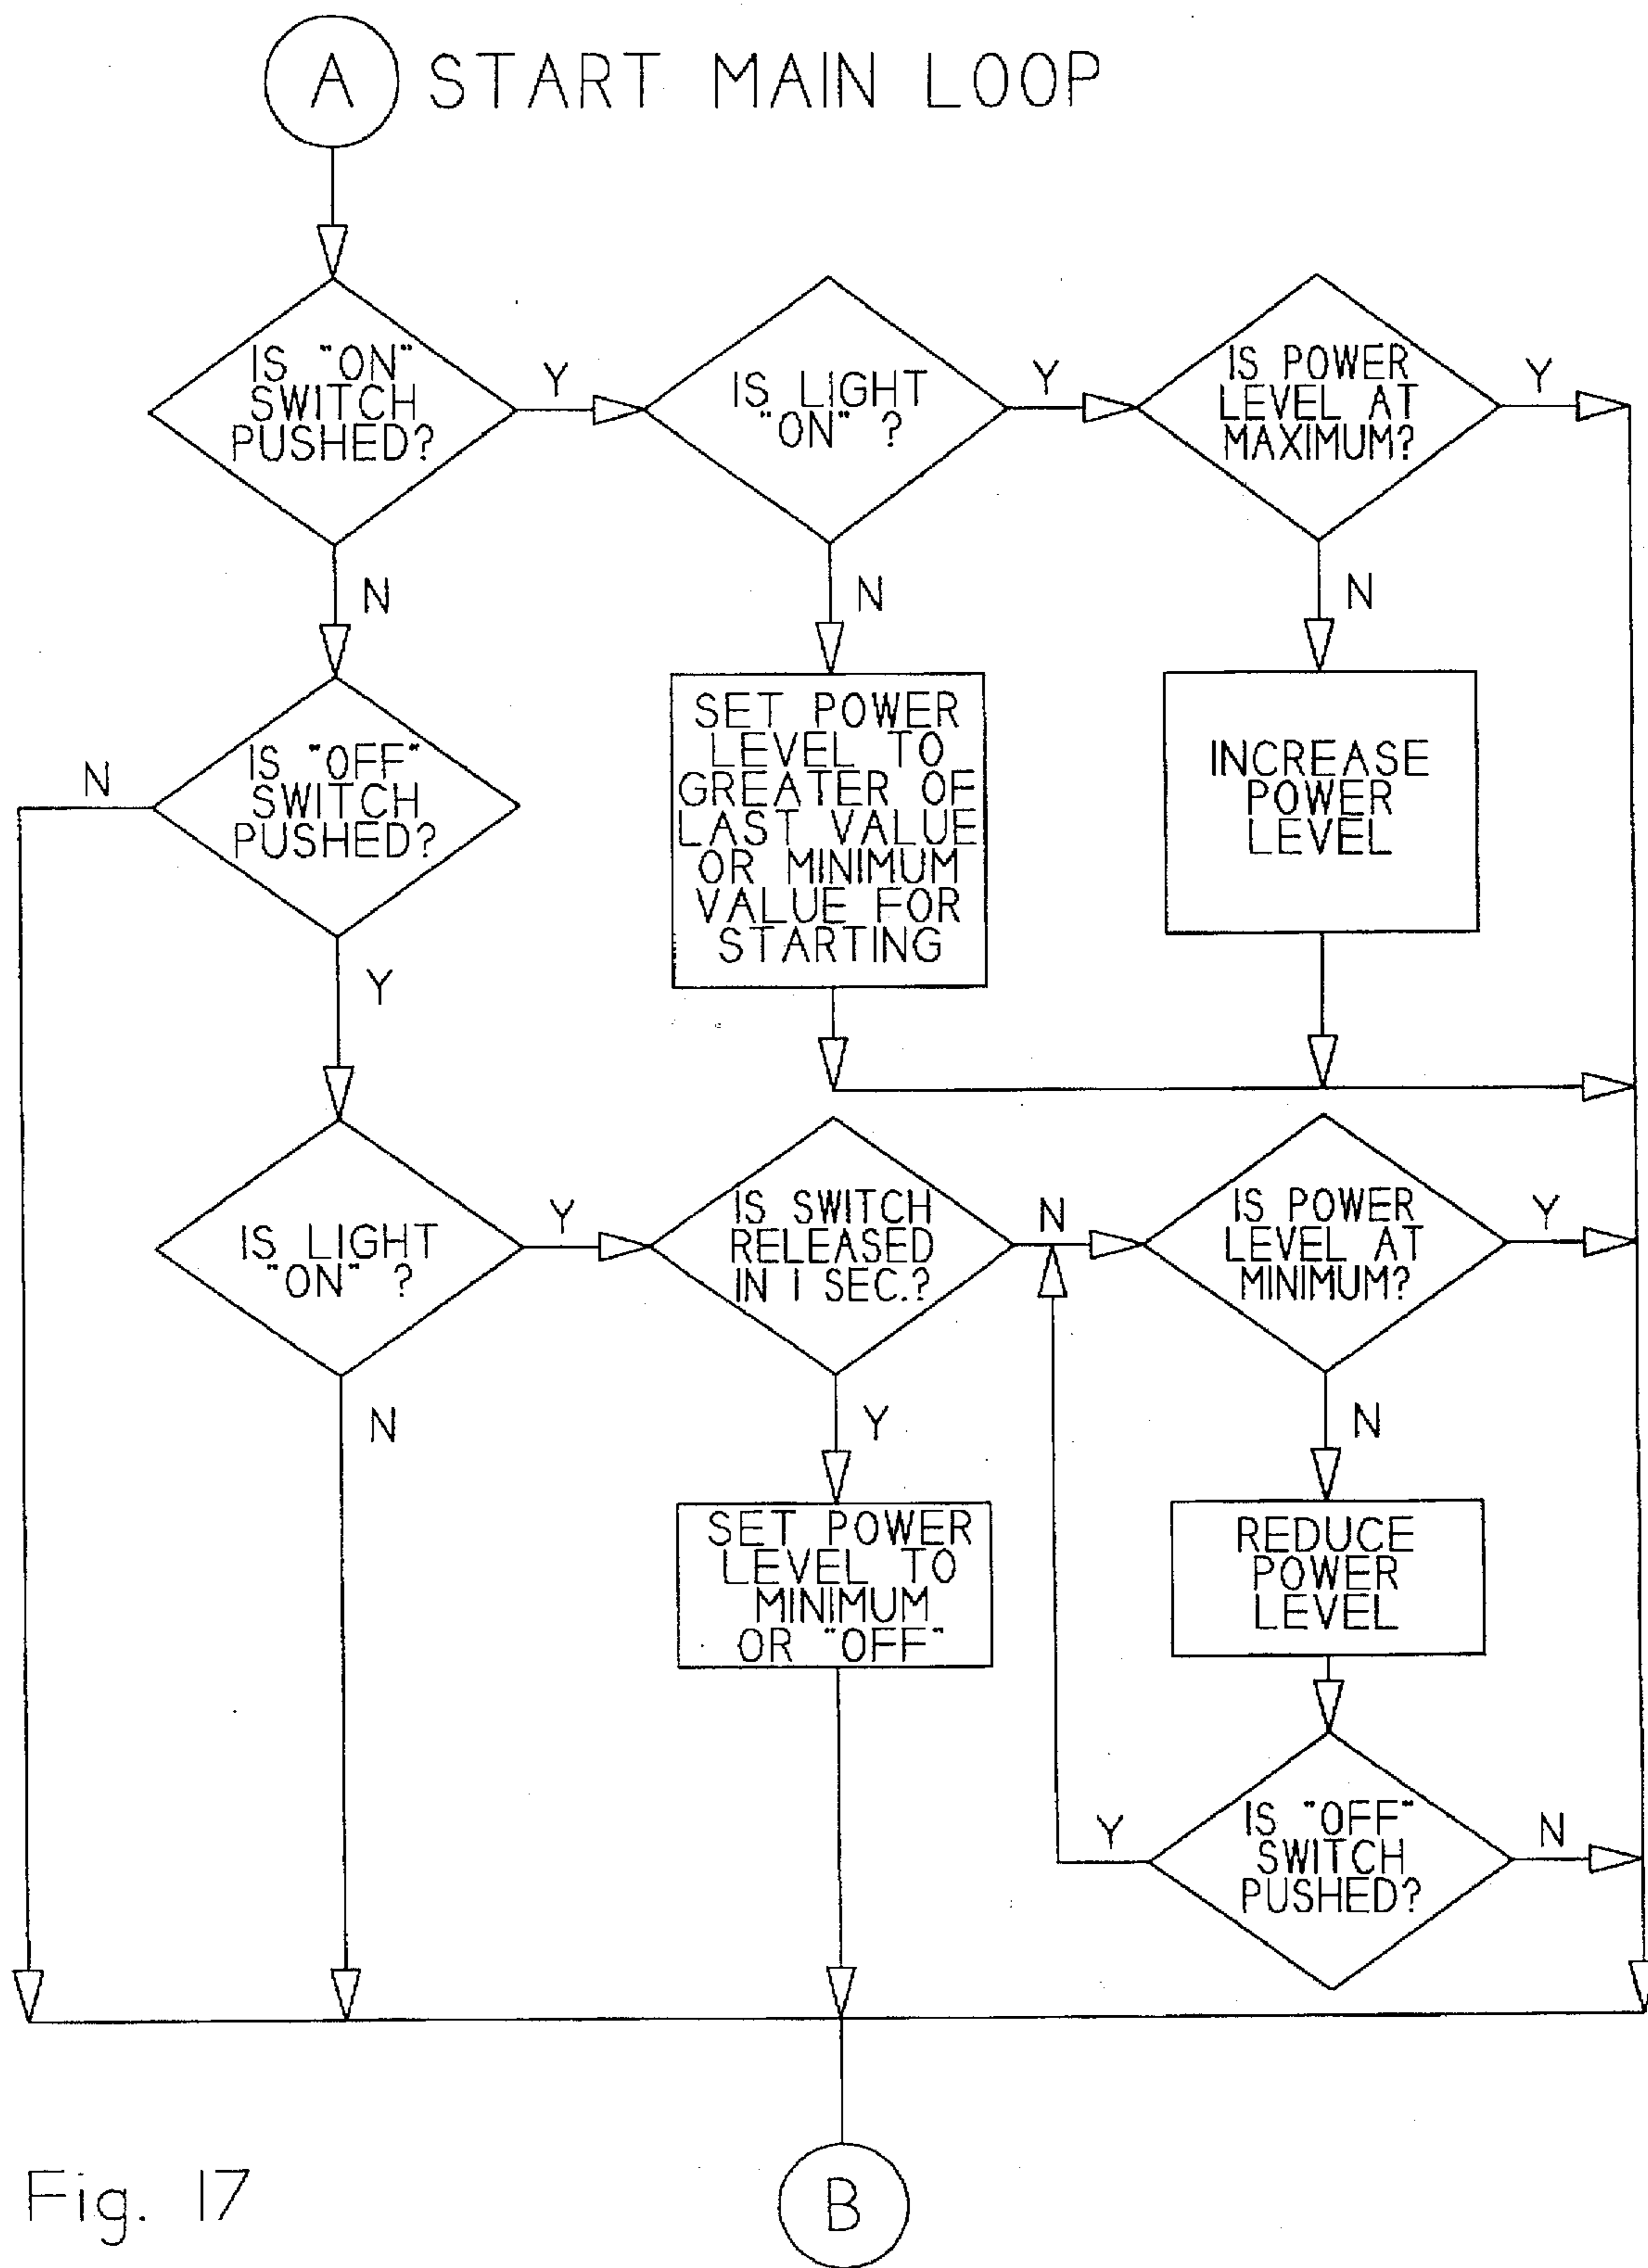 A START MAIN LOOP
IS "ON"
SWITCH
PUSHED?
Y
IS LIGHT
"ON" ?
Y
IS POWER
LEVEL AT
MAXIMUM?
Y
N
N
N
SET POWER
LEVEL TO
GREATER OF
LAST VALUE
OR MINIMUM
VALUE FOR
STARTING
INCREASE
POWER
LEVEL
N
IS "OFF"
SWITCH
PUSHED?
Y
IS LIGHT
"ON" ?
Y
IS SWITCH
RELEASED
IN 1 SEC.?
N
IS POWER
LEVEL AT
MINIMUM?
Y
N
Y
N
SET POWER
LEVEL TO
MINIMUM
OR "OFF"
REDUCE
POWER
LEVEL
Y
IS "OFF"
SWITCH
PUSHED?
N
B
Fig. 17